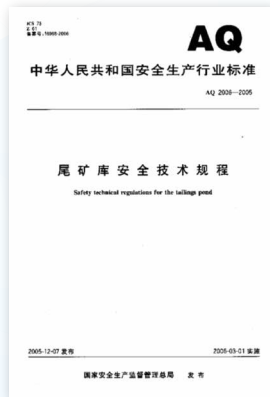 ICS 73
AQ
中华人民共和国安全生产行业标准
AQ 2006—2005
尾矿库安全技术规程
Safety technical regulations for the tailings pond
2005-12-07 发布
2006-03-01 实施
国家安全生产监督管理总局 发布